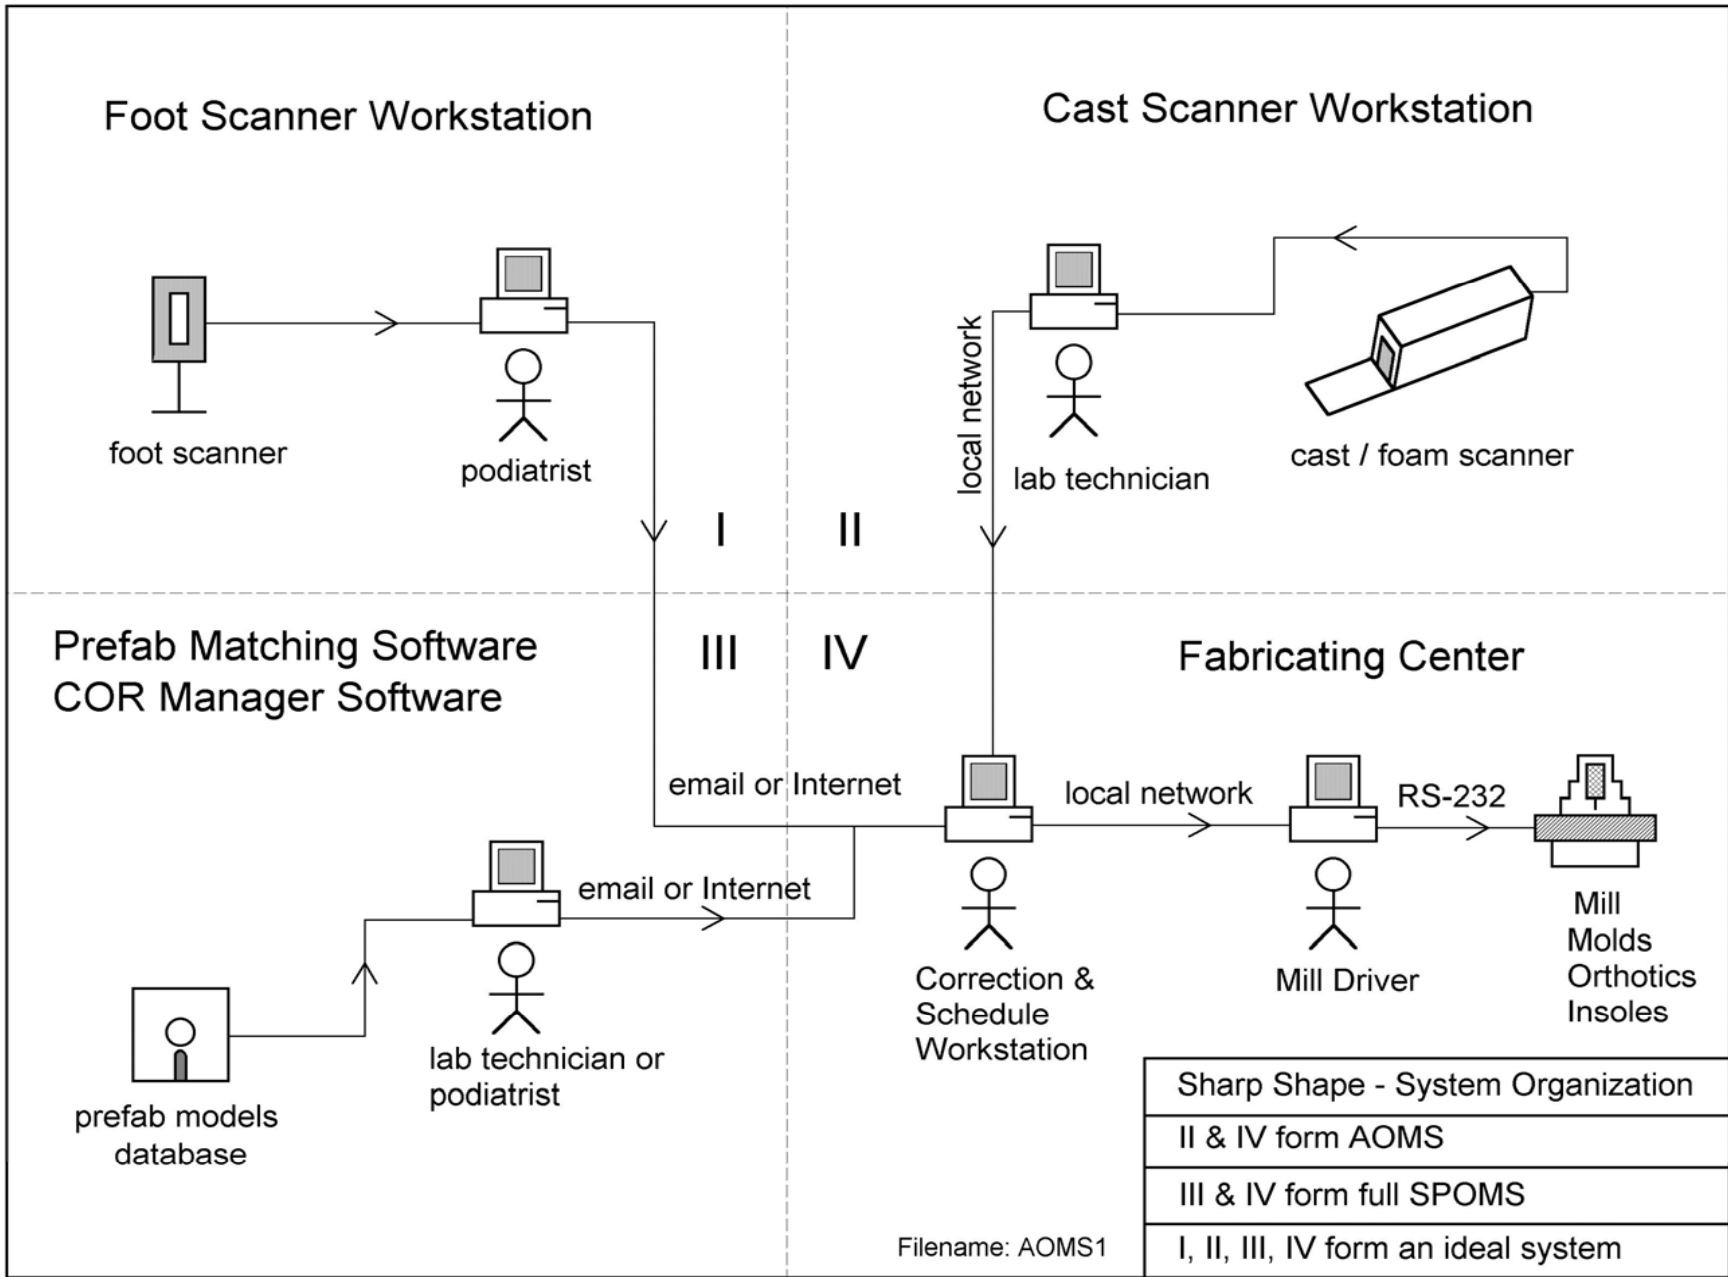 Foot Scanner Workstation
foot scanner
podiatrist
I
Cast Scanner Workstation
local network
lab technician
cast / foam scanner
II
Prefab Matching Software
COR Manager Software
III
email or Internet
email or Internet
prefab models
database
lab technician or
podiatrist
IV
Fabricating Center
local network
RS-232
Correction &
Schedule
Workstation
Mill Driver
Mill
Molds
Orthotics
Insoles
Sharp Shape - System Organization
II & IV form AOMS
III & IV form full SPOMS
I, II, III, IV form an ideal system
Filename: AOMS1